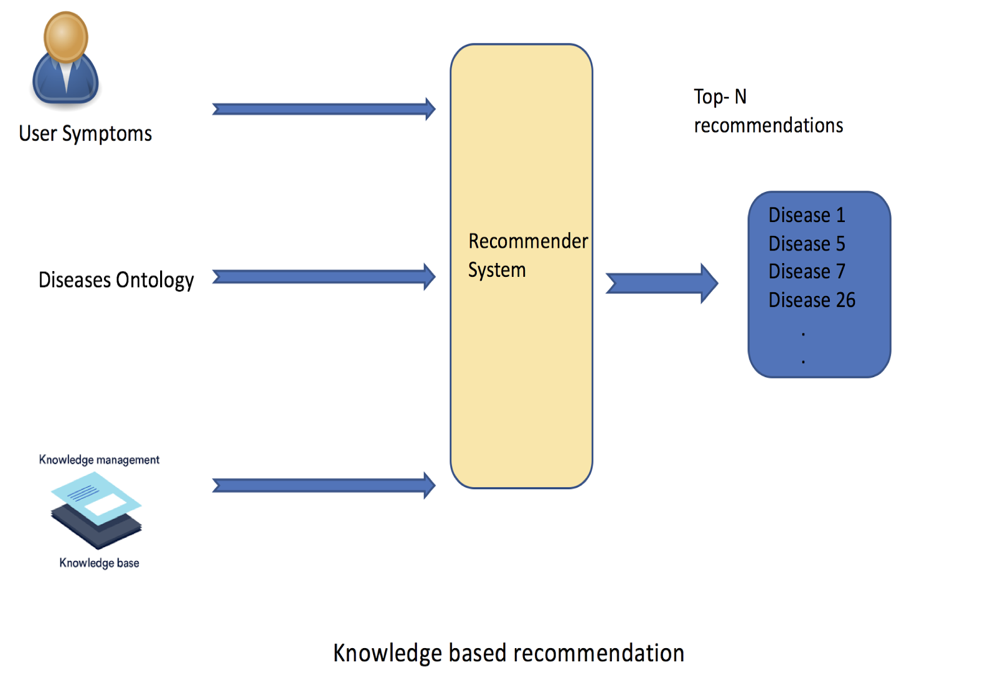 User Symptoms
Top- N
recommendations
Disease 1
Disease 5
Disease 7
Disease 26
.
.
Recommender
System
Diseases Ontology
Knowledge management
Knowledge base
Knowledge based recommendation